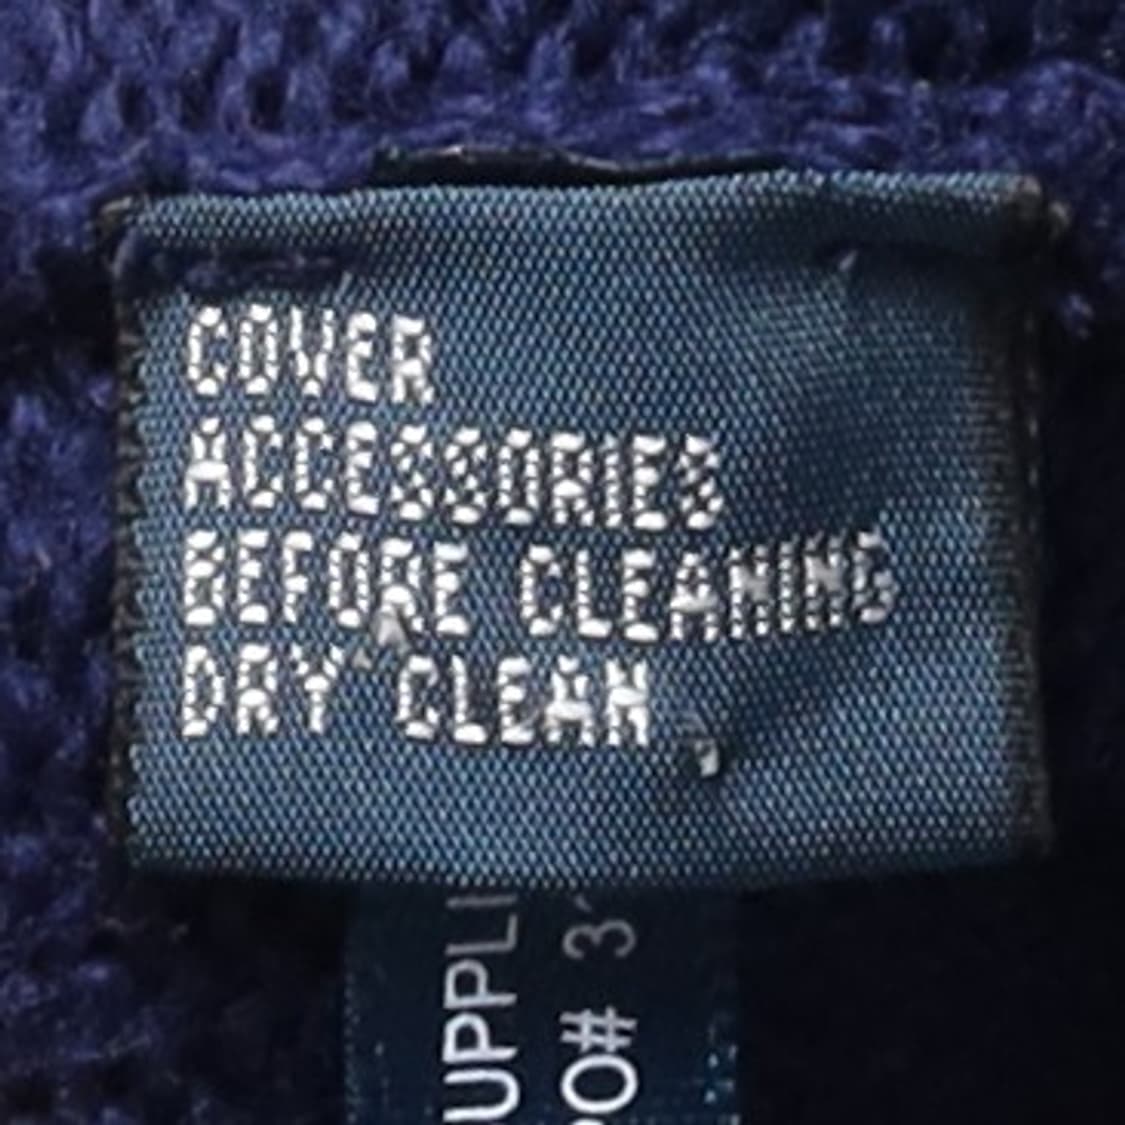 COVER
ACCESSORIES
BEFORE CLEANING
DRY CLEAN